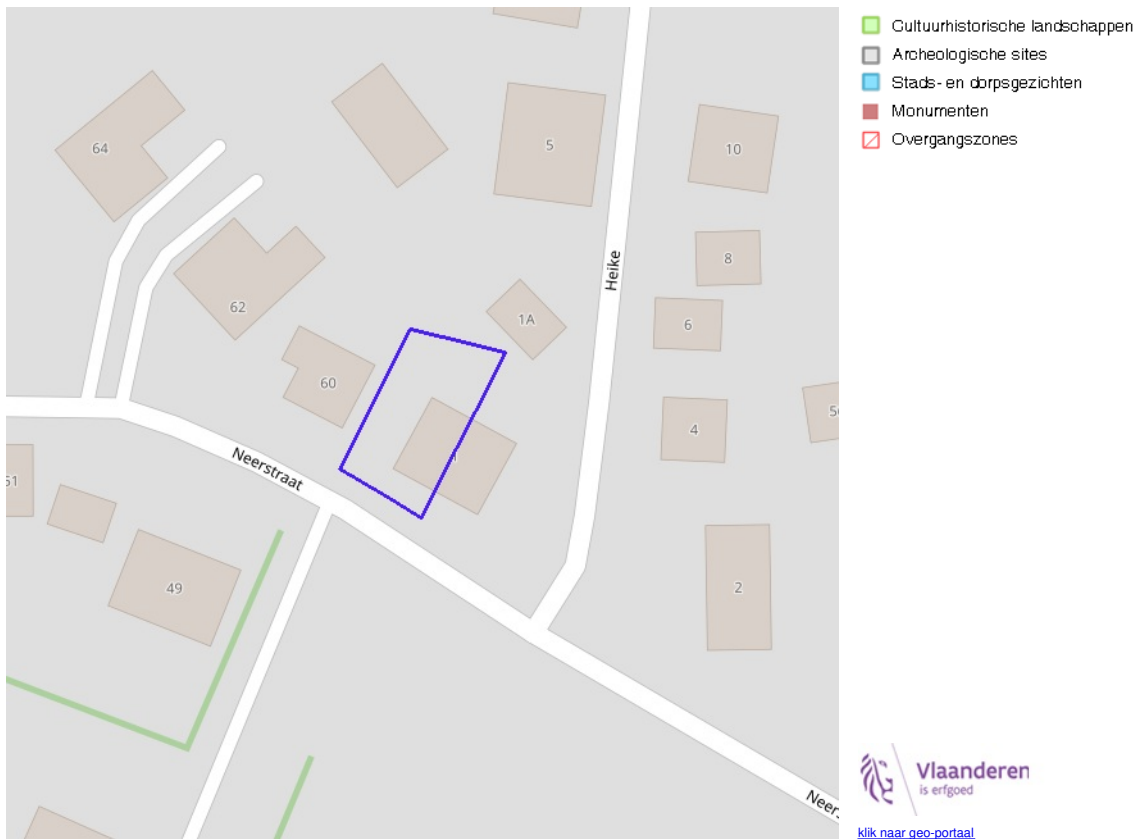 Cultuurhistorische landschappen
Archeologische sites
Stads- en dorpsgezichten
Monumenten
Overgangszones
64
5
10
8
62
1A
6
60
4
Heike
Neerstraat
51
49
2
Vlaanderen
is erfgoed
klik naar geo-portaal